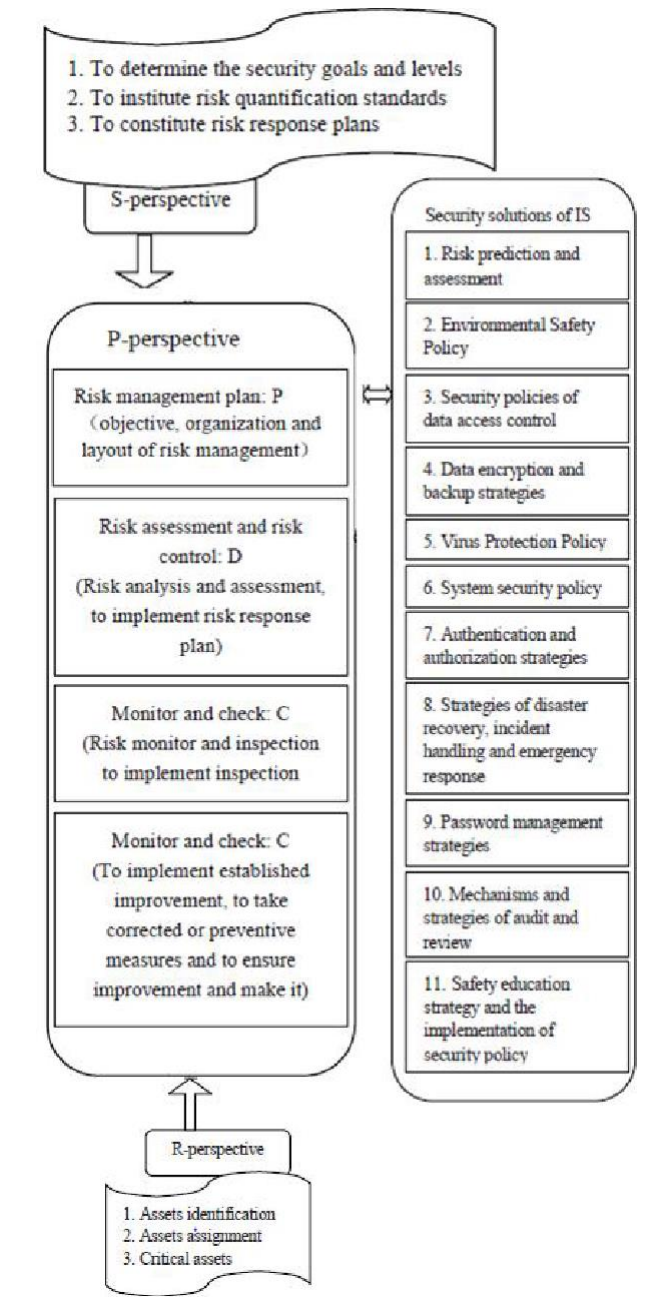 1. To determine the security goals and levels
2. To institute risk quantification standards
3. To constitute risk response plans
S-perspective
P-perspective
Risk management plan: P
(objective, organization and
layout of risk management)
Risk assessment and risk
control: D
(Risk analysis and assessment,
to implement risk response
plan)
Monitor and check: C
(Risk monitor and inspection
to implement inspection
Monitor and check: C
(To implement established
improvement, to take
corrected or preventive
measures and to ensure
improvement and make it)
Security solutions of IS
1. Risk prediction and
assessment
2. Environmental Safety
Policy
3. Security policies of
data access control
4. Data encryption and
backup strategies
5. Virus Protection Policy
6. System security policy
7. Authentication and
authorization strategies
8. Strategies of disaster
recovery, incident
handling and emergency
response
9. Password management
strategies
10. Mechanisms and
strategies of audit and
review
11. Safety education
strategy and the
implementation of
security policy
R-perspective
1. Assets identification
2. Assets assignment
3. Critical assets